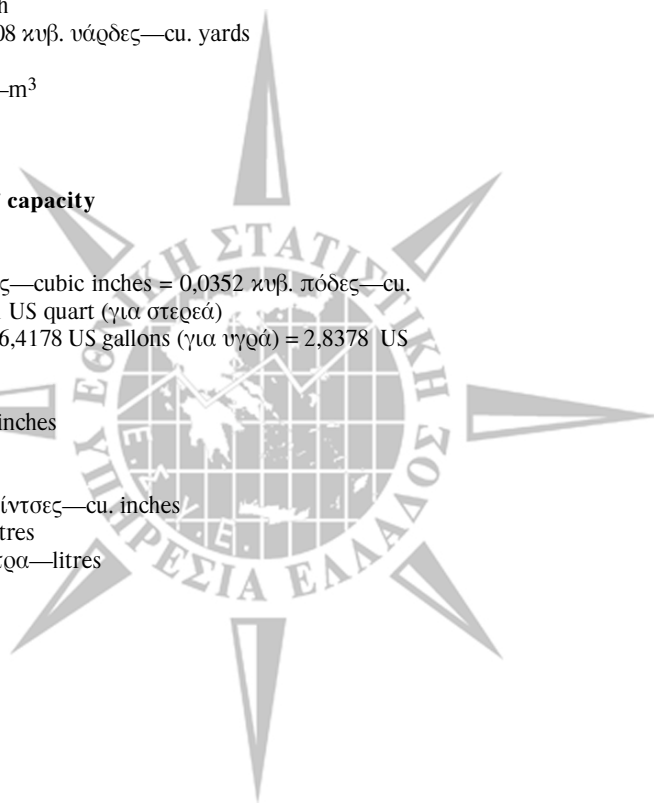 h
08 κυβ. υάρδες—cu. yards
–m³
capacity
ς—cubic inches = 0,0352 κυβ. πόδες—cu.
US quart (για στερεά)
6,4178 US gallons (για υγρά) = 2,8378 US
inches
ίντσες—cu. inches
tres
τρα—litres
ΕΘΝΙΚΗ ΣΤΑΤΙΣΤΙΚΗ
ΥΠΗΡΕΣΙΑ ΕΛΛΑΔΟΣ
Ε.Σ.Υ.Ε.